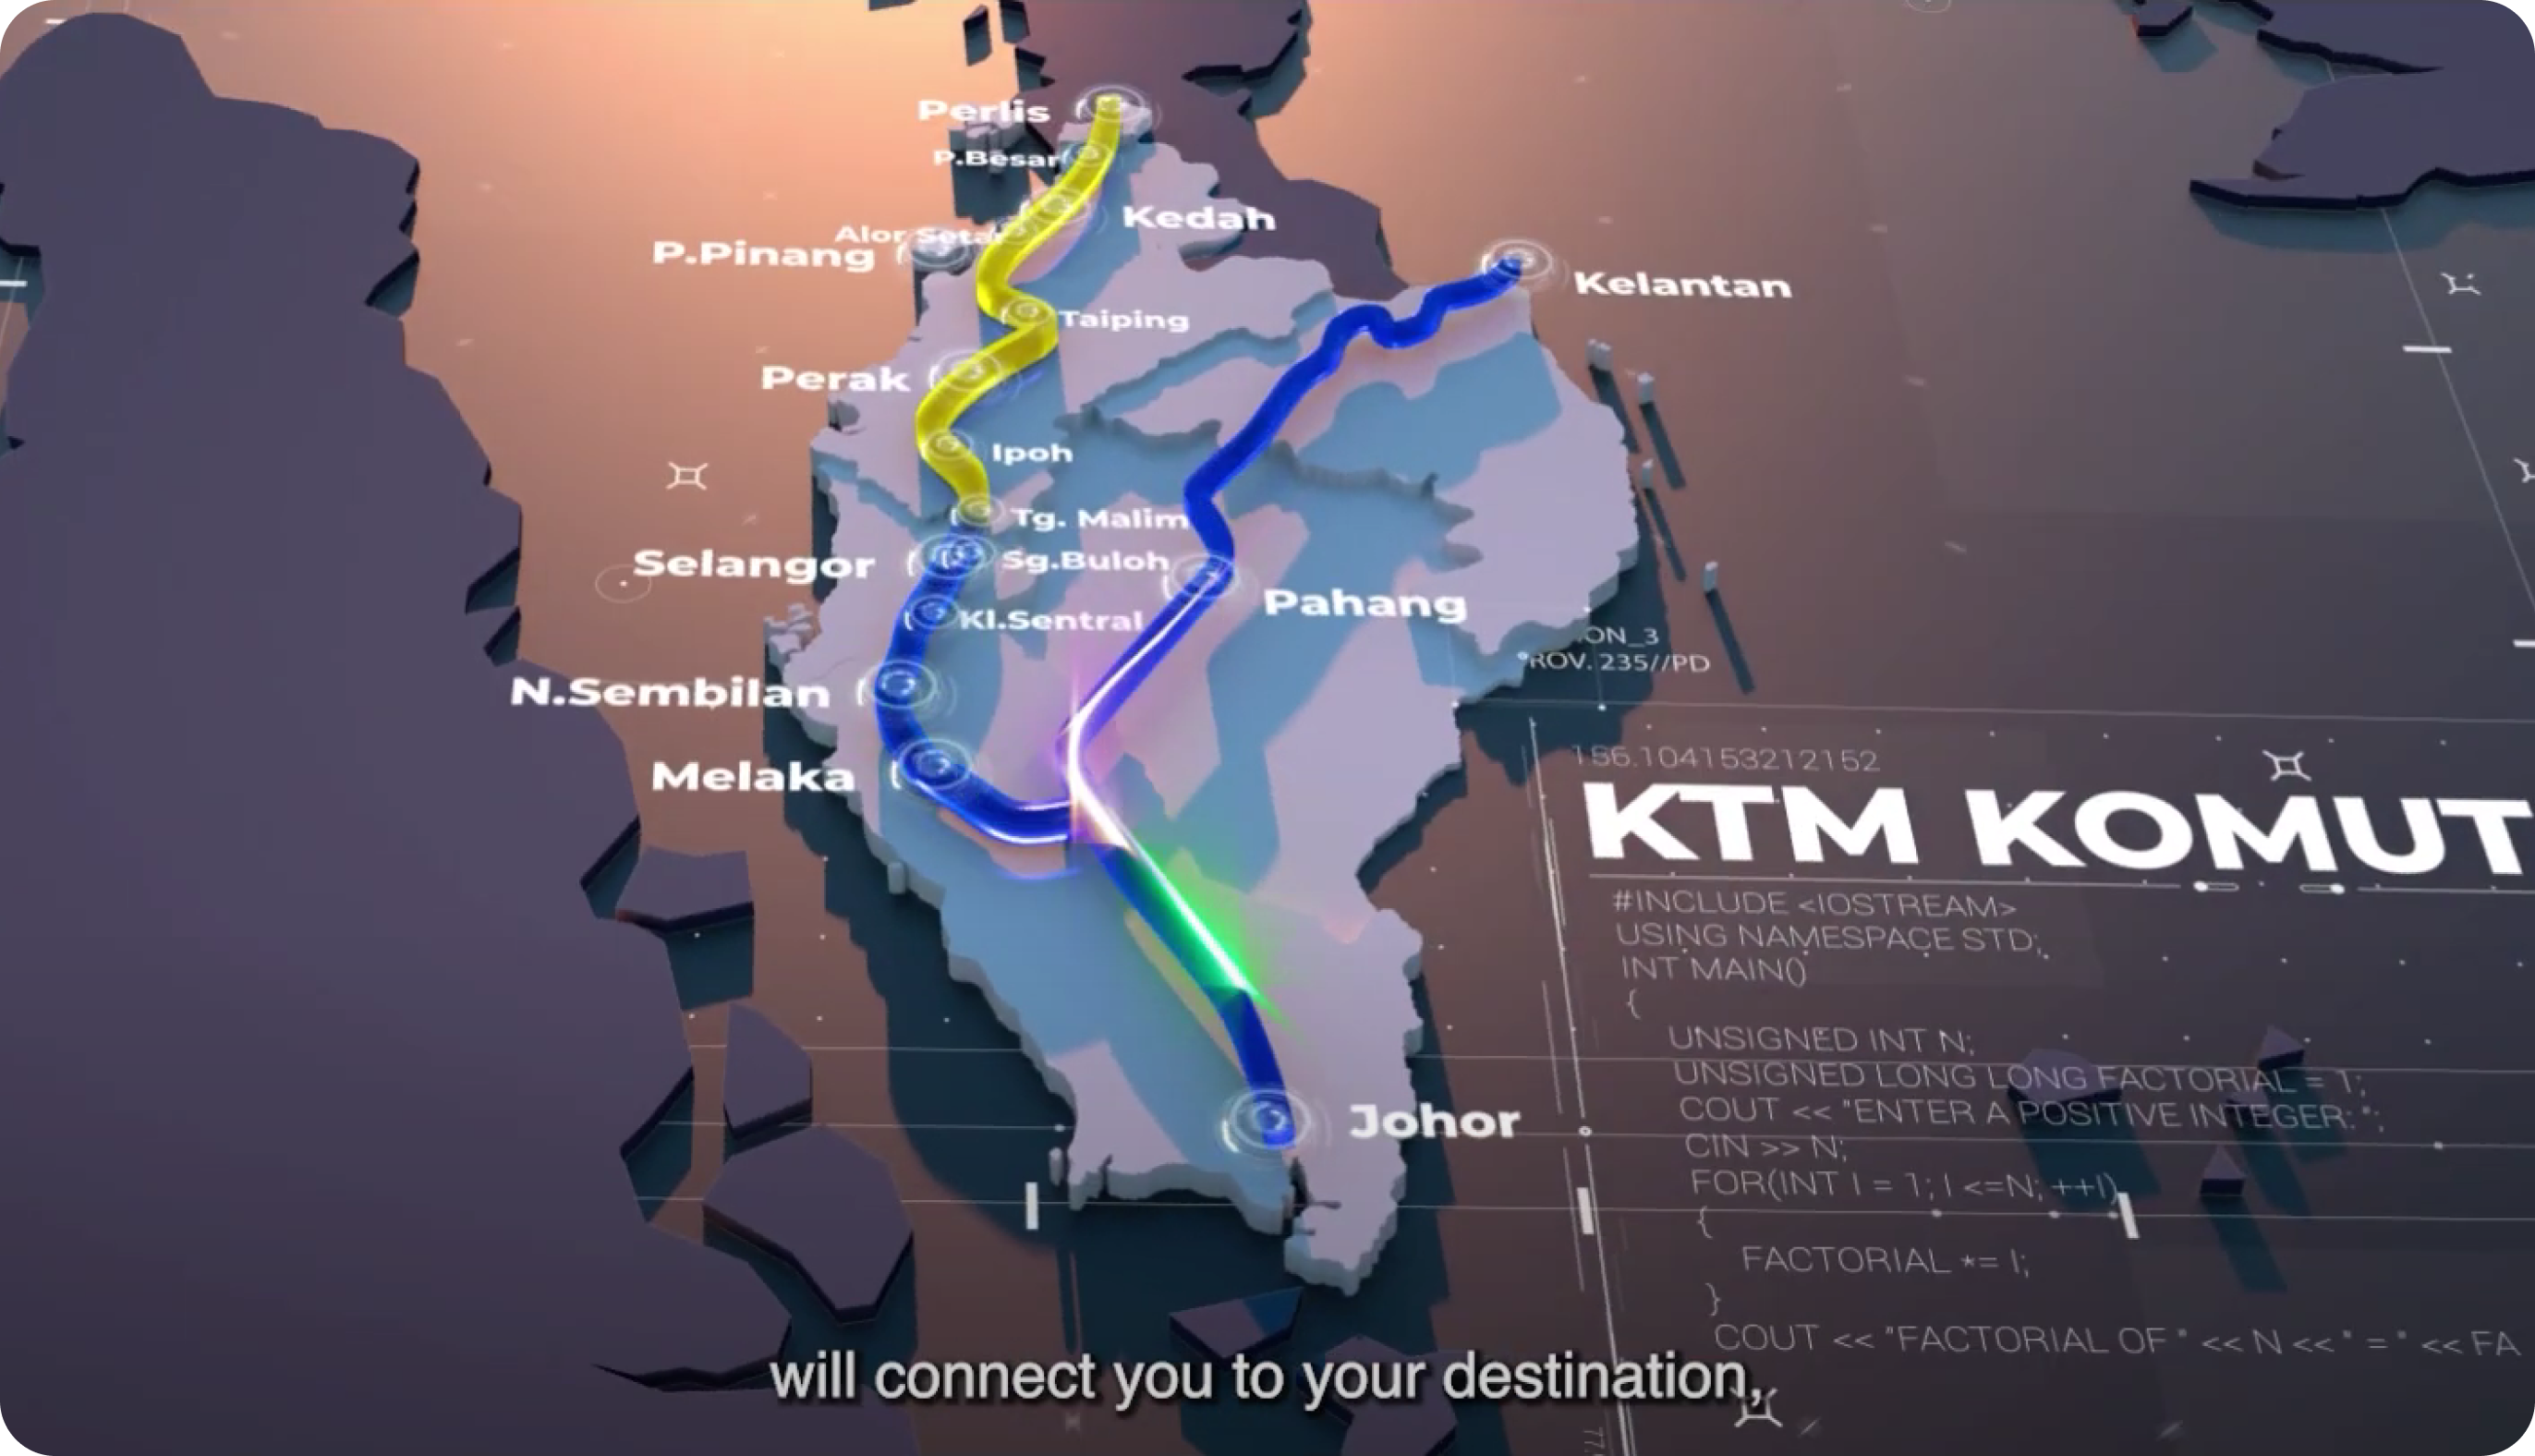 Perlis
P.Besar
Kedah
Alor Setar
P.Pinang
Kelantan
Taiping
Perak
Ipoh
Tg. Malim
Selangor
Sg.Buloh
Kl.Sentral
Pahang
ON_3
ROV. 235//PD
N.Sembilan
Melaka
156.104153212152
KTM KOMUT
#INCLUDE <IOSTREAM>
USING NAMESPACE STD;
INT MAIN()
{
UNSIGNED INT N;
UNSIGNED LONG LONG FACTORIAL = 1;
COUT << "ENTER A POSITIVE INTEGER: ";
Johor
CIN >> N;
FOR(INT I = 1; I <=N; ++I)
{
FACTORIAL *= I;
}
COUT << "FACTORIAL OF " << N << " = " << FA
will connect you to your destination,